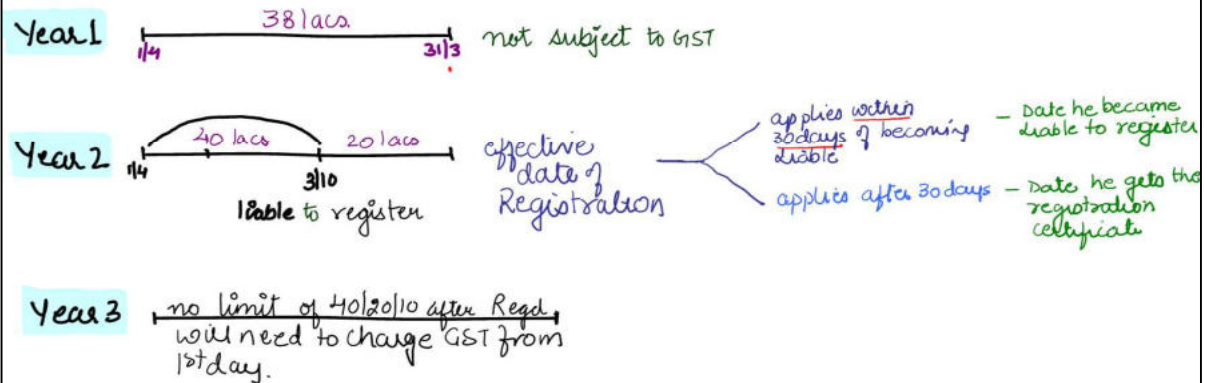 Year 1
38 lacs.
1/4
31/3
not subject to GST
Year 2
40 lacs
20 lacs
1/4
3/10
liable to register
effective
date of
Registration
applies within
30 days of becoming
liable
– Date he became
liable to register
applies after 30 days
– Date he gets the
registration
certificate
Year 3
no limit of 40/20/10 after Regd
will need to charge GST from
1st day.